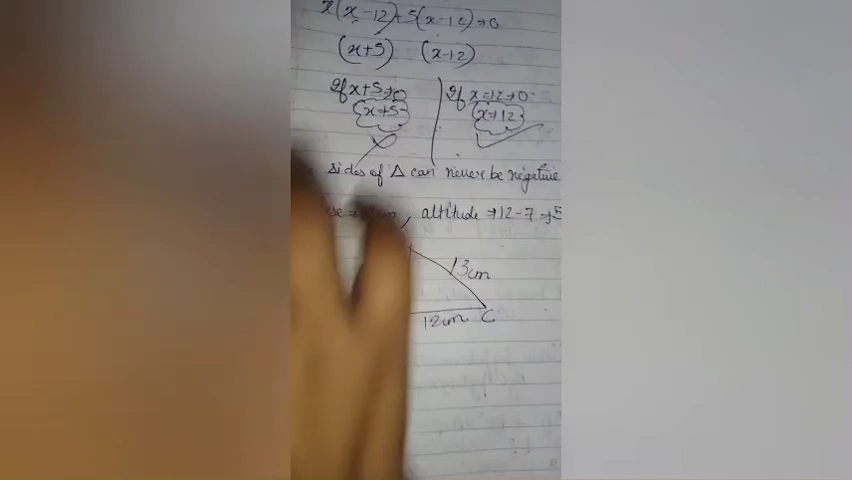 x(x-12)+5(x-12)→0
(x+5) (x-12)
If x+5→0 If x-12→0
x→5- x→12
sides of Δ can never be negative
altitude →12-7→5
13cm
12cm C